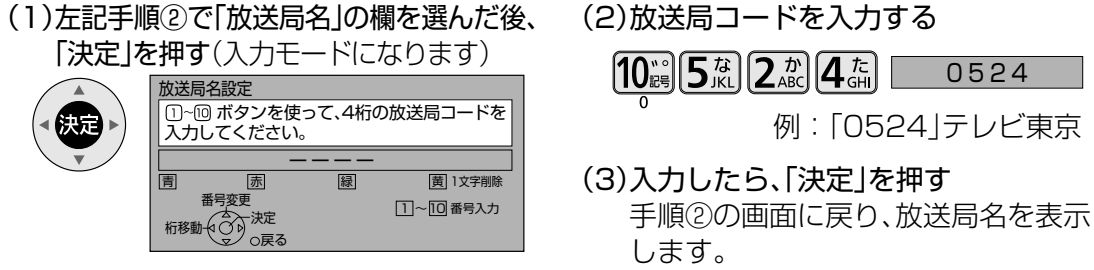 (1)左記手順②で「放送局名」の欄を選んだ後、
「決定」を押す(入力モードになります)
決定
放送局名設定
1~10 ボタンを使って、4桁の放送局コードを
入力してください。
ーーーー
青 赤 緑 黄 1文字削除
番号変更
桁移動 決定
○戻る
1~10 番号入力
(2)放送局コードを入力する
10 ゛゜ 記号 5 な JKL 2 か ABC 4 た GHI 0524
0
例:「0524」テレビ東京
(3)入力したら、「決定」を押す
手順②の画面に戻り、放送局名を表示
します。